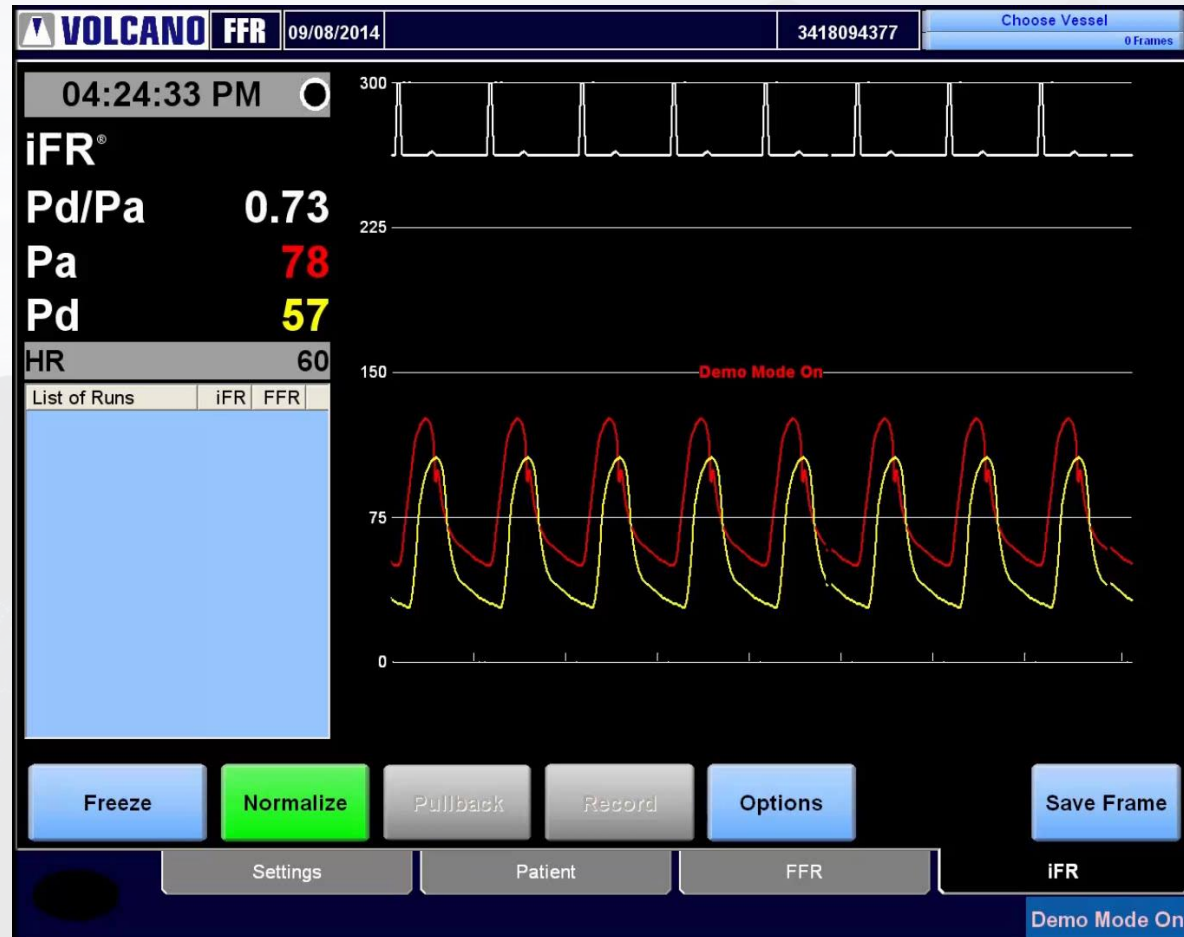 VOLCANO FFR 09/08/2014 3418094377 Choose Vessel
0 Frames
04:24:33 PM
iFR®
Pd/Pa 0.73
Pa 78
Pd 57
HR 60
List of Runs iFR FFR
300
225
150
Demo Mode On
75
0
Freeze Normalize Pullback Record Options Save Frame
Settings Patient FFR iFR
Demo Mode On